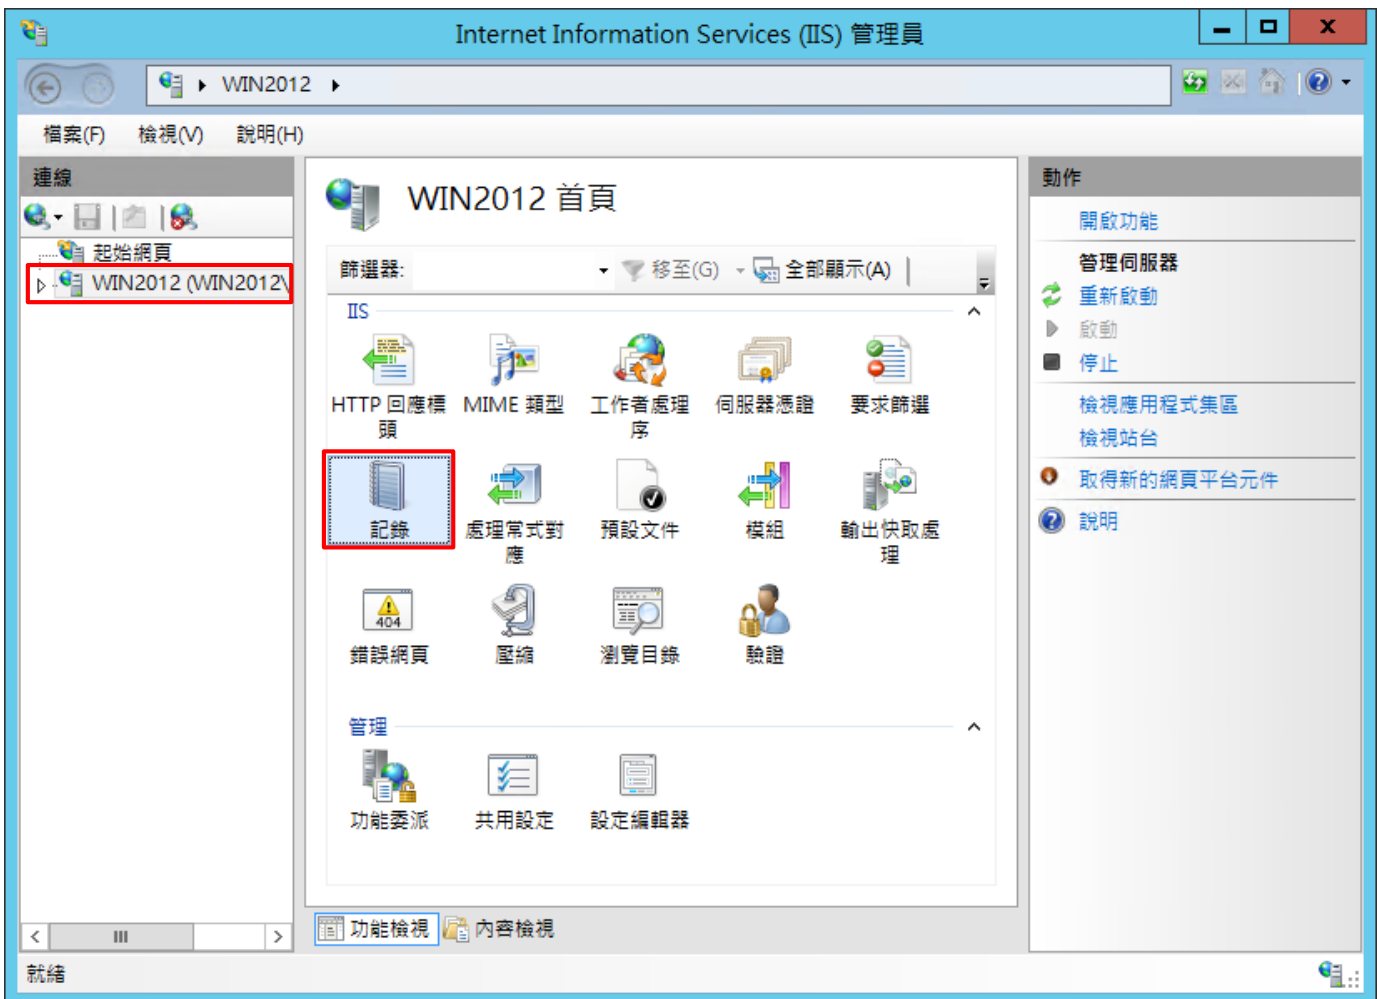 Internet Information Services (IIS) 管理員
WIN2012
檔案(F) 檢視(V) 說明(H)
連線
起始網頁
WIN2012 (WIN2012\
WIN2012 首頁
篩選器: 移至(G) 全部顯示(A)
IIS
HTTP 回應標頭
MIME 類型
工作者處理序
伺服器憑證
要求篩選
記錄
處理常式對應
預設文件
模組
輸出快取處理
404
錯誤網頁
壓縮
瀏覽目錄
驗證
管理
功能委派
共用設定
設定編輯器
功能檢視 內容檢視
動作
開啟功能
管理伺服器
重新啟動
啟動
停止
檢視應用程式集區
檢視站台
取得新的網頁平台元件
說明
就緒